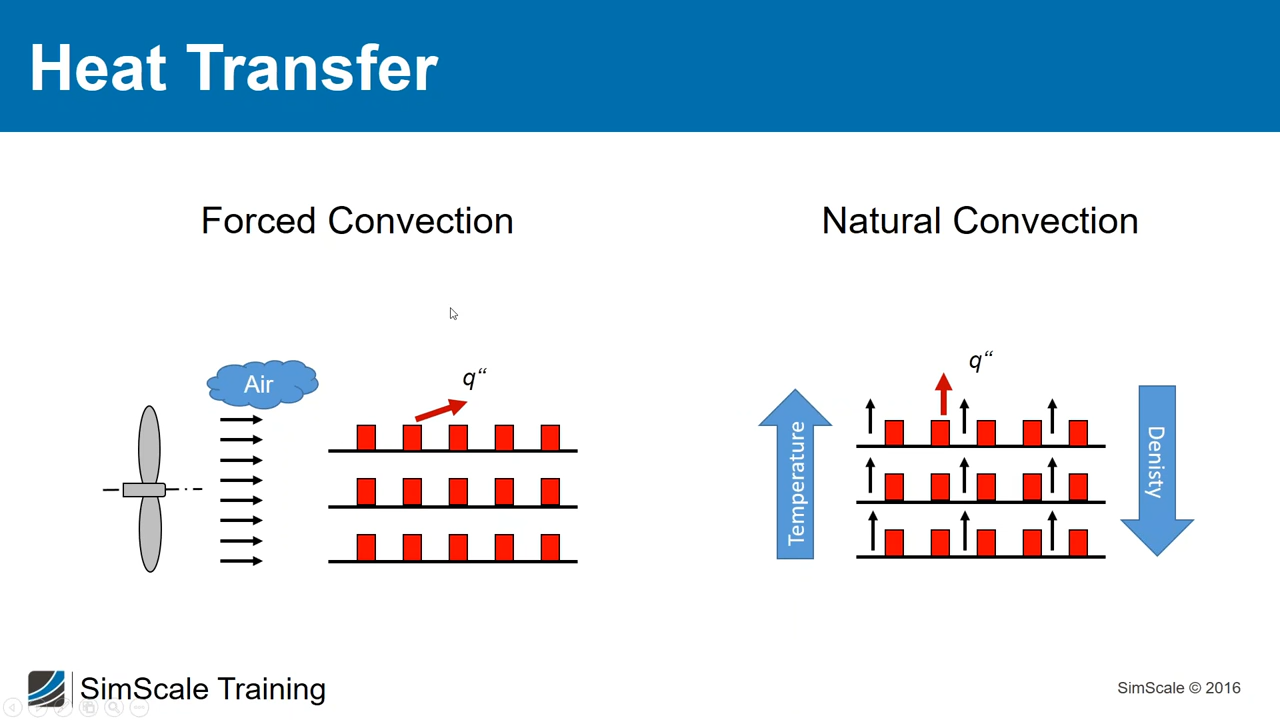 Heat Transfer
Forced Convection
Natural Convection
Air
q“
q“
Temperature
Denisty
SimScale Training
SimScale © 2016